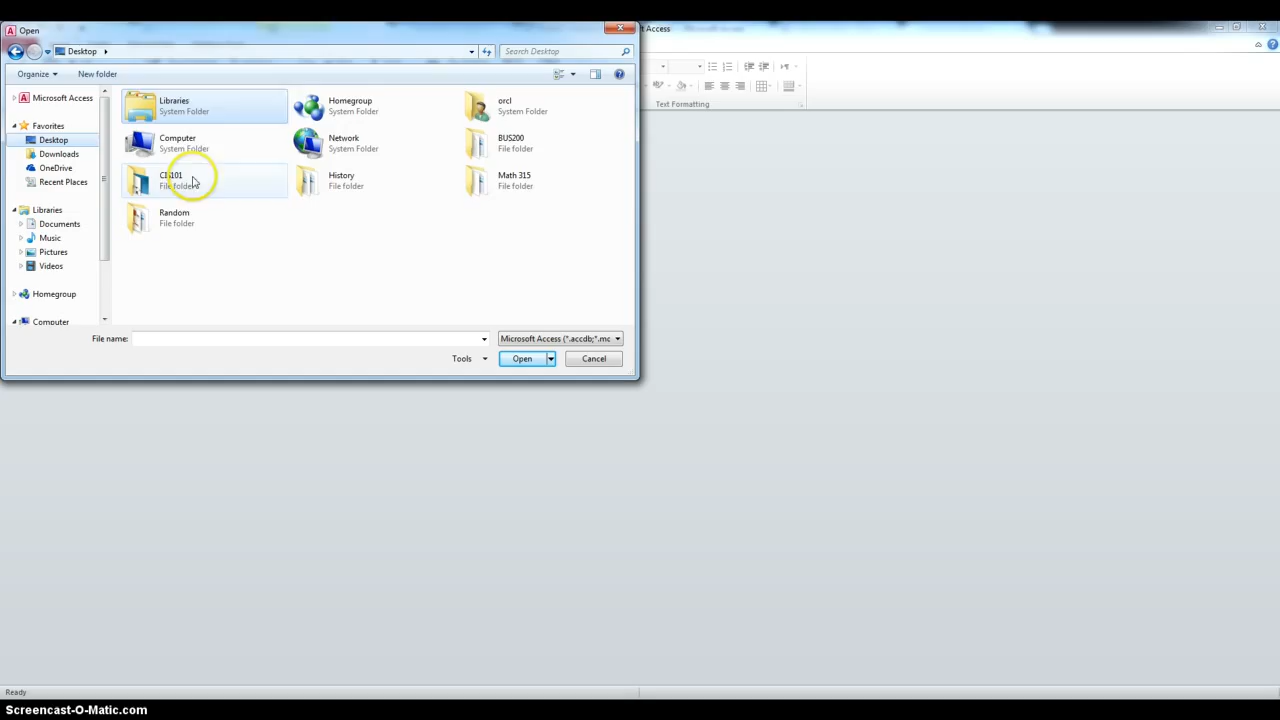 Open
t Access
Desktop
Search Desktop
Organize
New folder
Microsoft Access
Favorites
Desktop
Downloads
OneDrive
Recent Places
Libraries
Documents
Music
Pictures
Videos
Homegroup
Computer
Libraries
System Folder
Homegroup
System Folder
orcl
System Folder
Computer
System Folder
Network
System Folder
BUS200
File folder
CIS101
File folder
History
File folder
Math 315
File folder
Random
File folder
File name:
Microsoft Access (*.accdb;*.mc
Tools
Open
Cancel
Text Formatting
Ready
Screencast-O-Matic.com